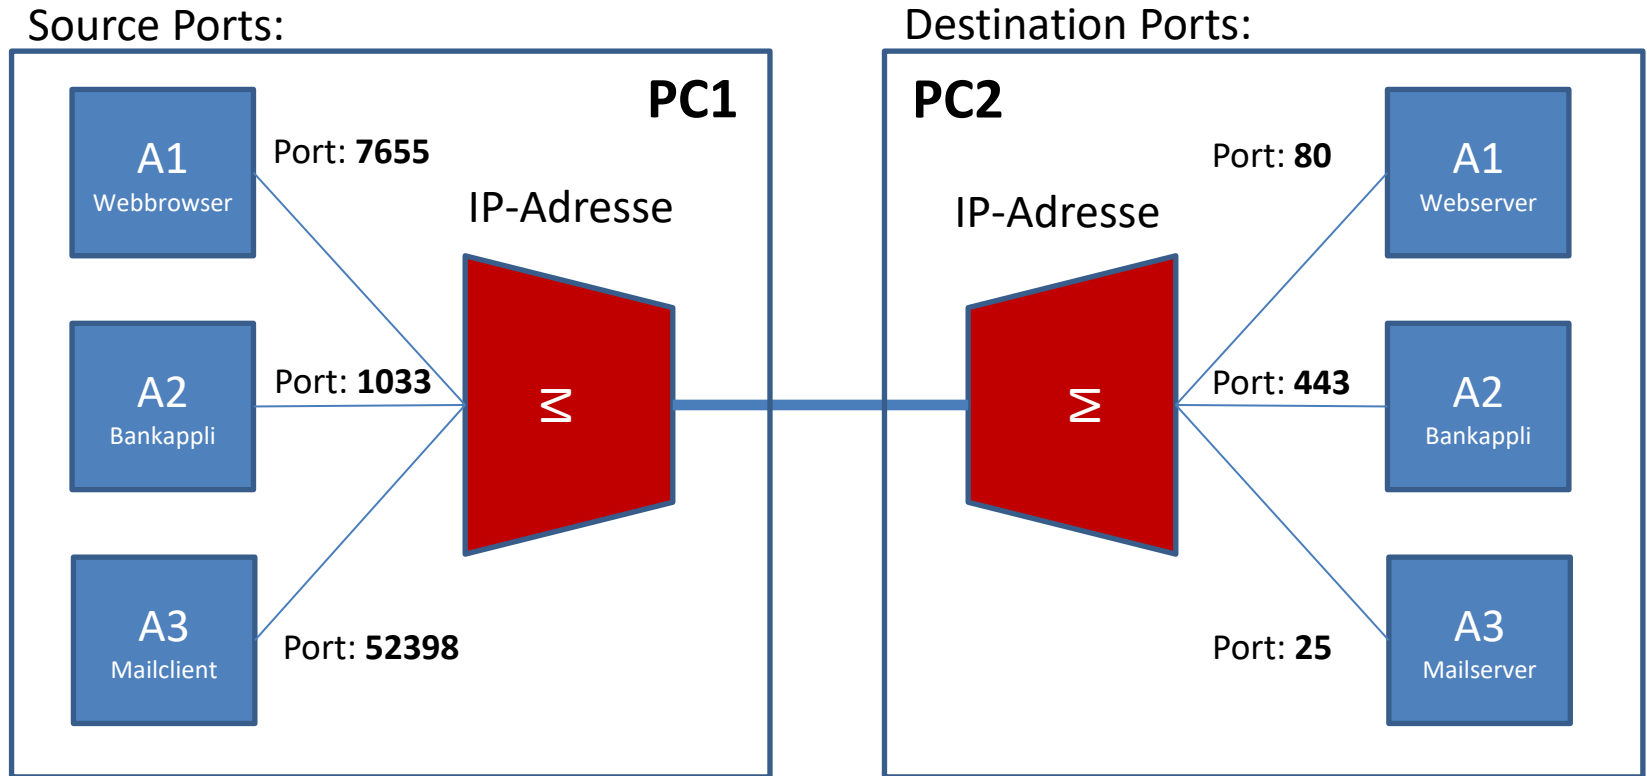 Source Ports:
PC1
A1
Webbrowser
Port: 7655
IP-Adresse
A2
Bankappli
Port: 1033
M
A3
Mailclient
Port: 52398
Destination Ports:
PC2
IP-Adresse
Port: 80
A1
Webserver
M
Port: 443
A2
Bankappli
Port: 25
A3
Mailserver